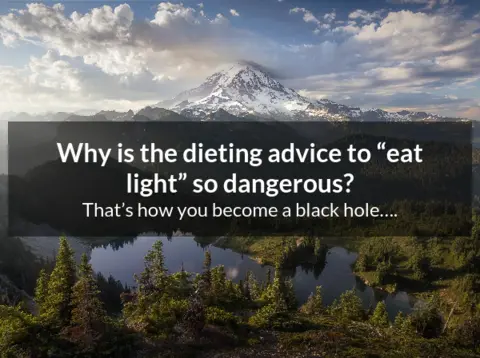 Why is the dieting advice to “eat
light” so dangerous?
That’s how you become a black hole….